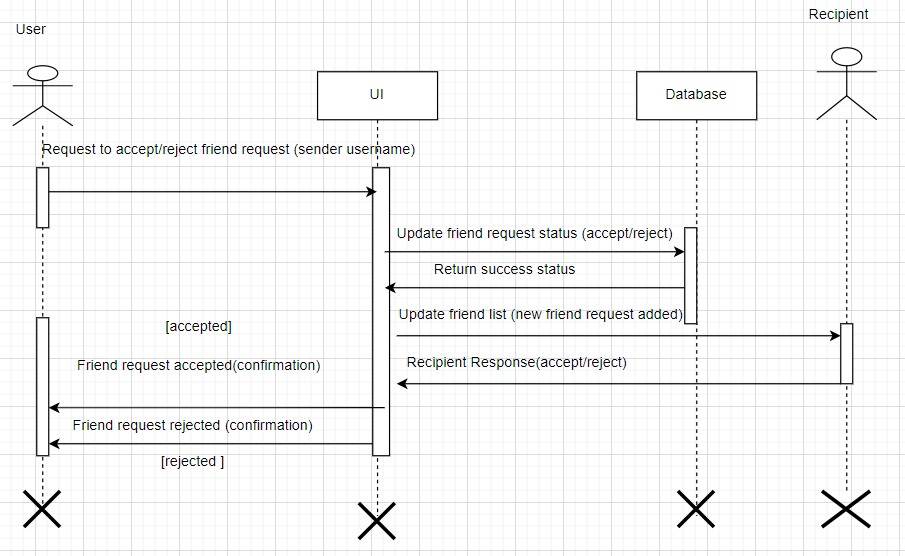 Recipient
User
UI
Database
Request to accept/reject friend request (sender username)
Update friend request status (accept/reject)
Return success status
Update friend list (new friend request added)
[accepted]
Friend request accepted(confirmation)
Recipient Response(accept/reject)
Friend request rejected (confirmation)
[rejected ]